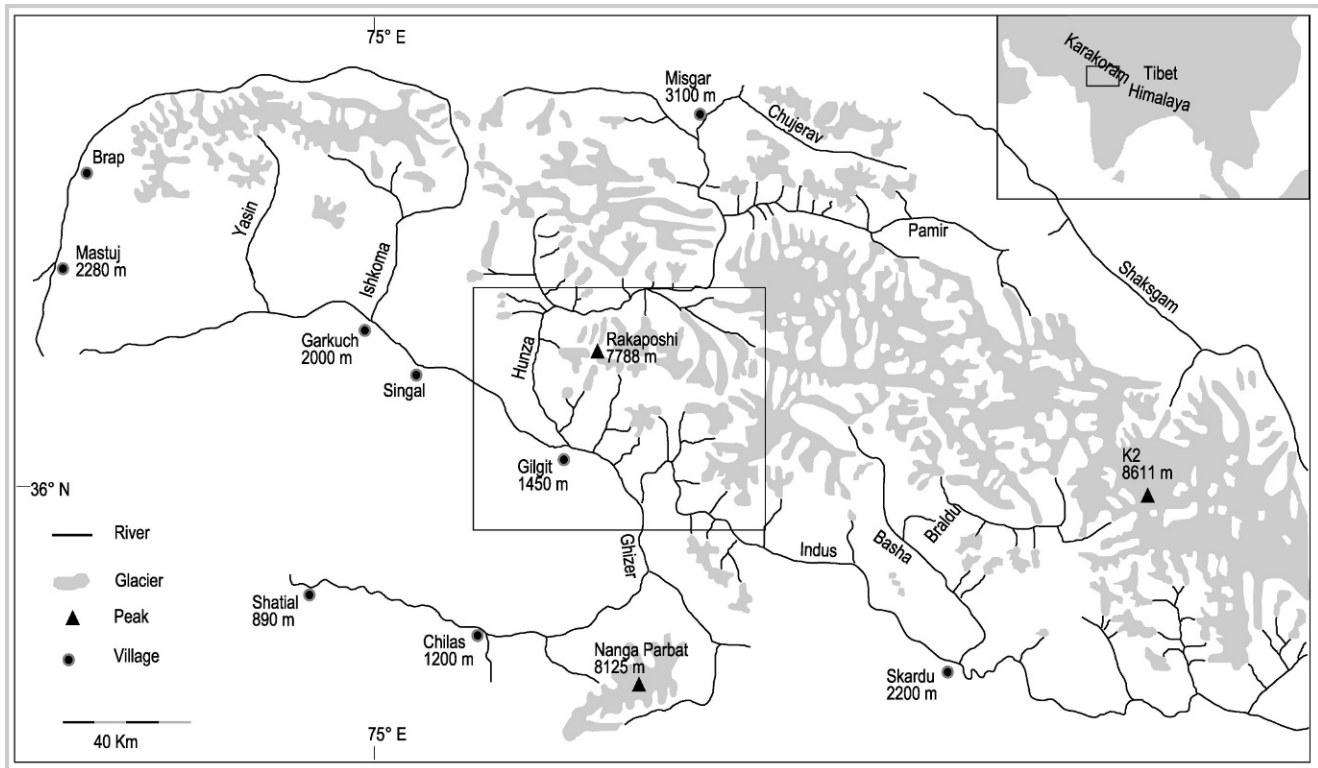 75° E
Misgar
3100 m
Karakoram
Tibet
Himalaya
Chujerav
Brap
Yasin
Pamir
Mastuj
2280 m
Ishkoma
Shaksgam
Garkuch
2000 m
Hunza
Rakaposhi
7788 m
Singal
K2
8611 m
Gilgit
1450 m
36° N
River
Ghizer
Indus
Basha
Braldu
Glacier
Shatial
890 m
Peak
Chilas
1200 m
Nanga Parbat
8125 m
Village
Skardu
2200 m
40 Km
75° E